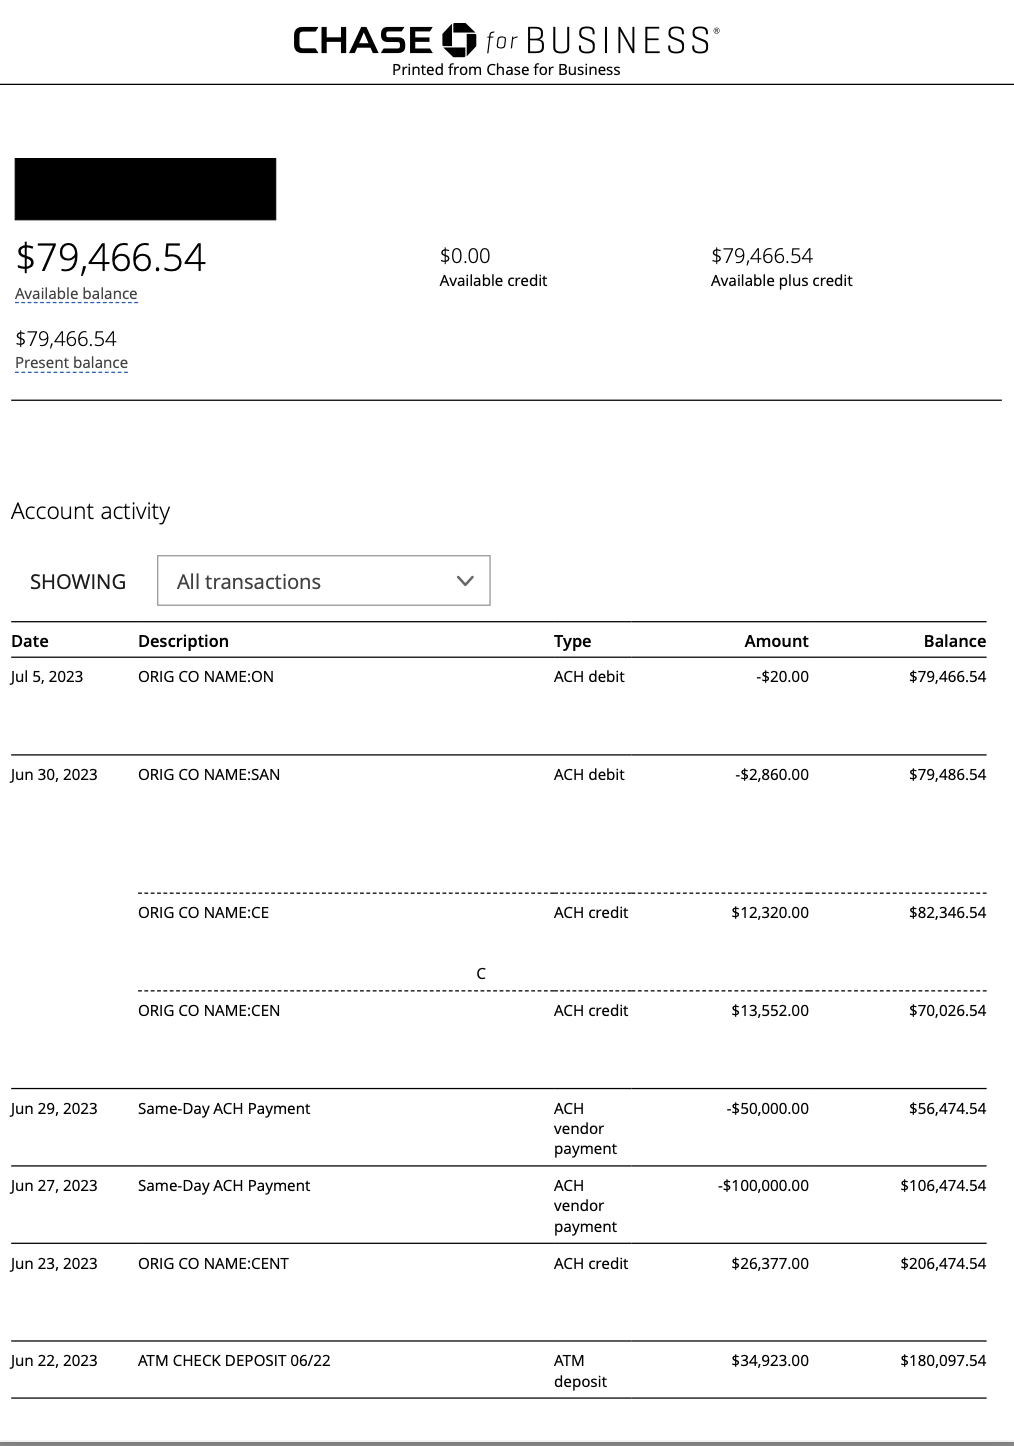 CHASE for BUSINESS®
Printed from Chase for Business
$79,466.54
Available balance
$0.00
Available credit
$79,466.54
Available plus credit
$79,466.54
Present balance
Account activity
SHOWING All transactions
Date Description Type Amount Balance
Jul 5, 2023 ORIG CO NAME:ON ACH debit -$20.00 $79,466.54
Jun 30, 2023 ORIG CO NAME:SAN ACH debit -$2,860.00 $79,486.54
ORIG CO NAME:CE ACH credit $12,320.00 $82,346.54
C
ORIG CO NAME:CEN ACH credit $13,552.00 $70,026.54
Jun 29, 2023 Same-Day ACH Payment ACH -$50,000.00 $56,474.54
vendor
payment
Jun 27, 2023 Same-Day ACH Payment ACH -$100,000.00 $106,474.54
vendor
payment
Jun 23, 2023 ORIG CO NAME:CENT ACH credit $26,377.00 $206,474.54
Jun 22, 2023 ATM CHECK DEPOSIT 06/22 ATM $34,923.00 $180,097.54
deposit